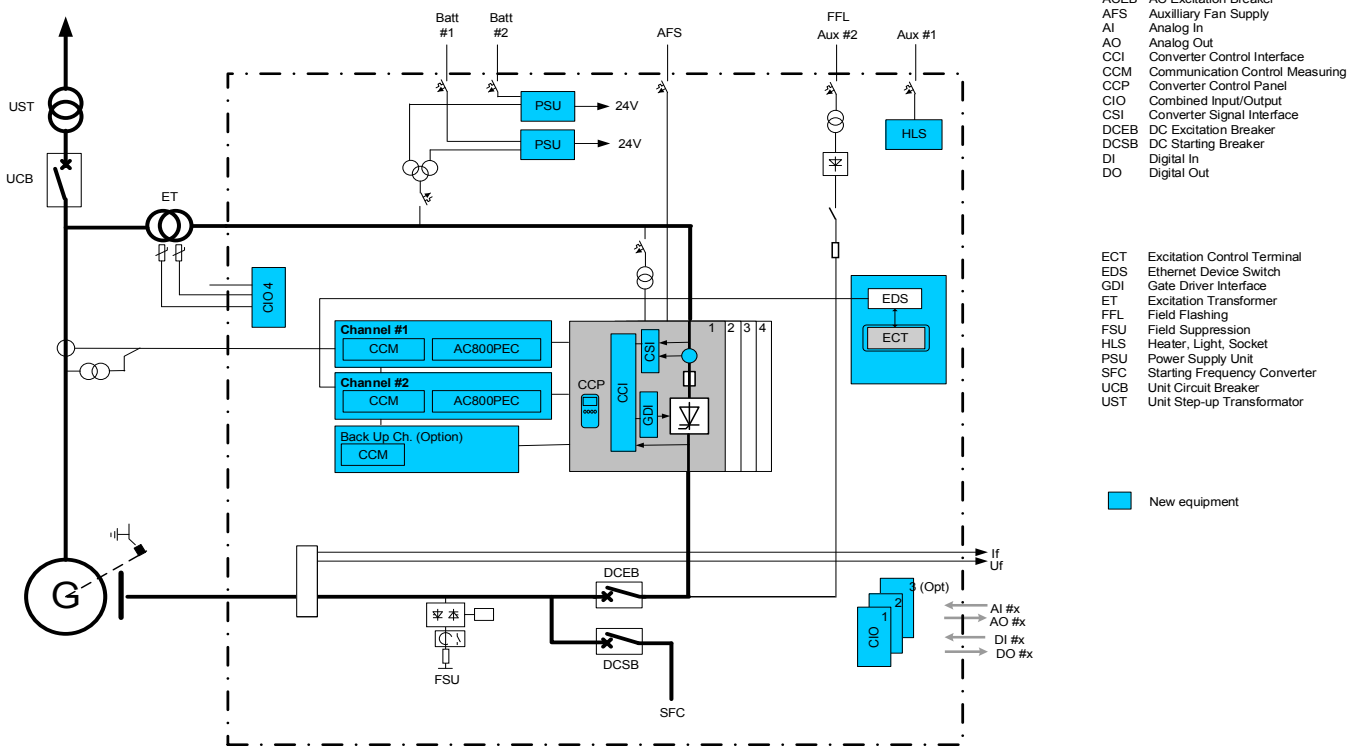 Batt
#1
Batt
#2
AFS
FFL
Aux #2
Aux #1
UST
UCB
ET
PSU
24V
PSU
24V
HLS
CIO 4
EDS
ECT
Channel #1
CCM
AC800PEC
Channel #2
CCM
AC800PEC
Back Up Ch. (Option)
CCM
CCP
CCI
CSI
GDI
1
2
3
4
G
If
Uf
DCEB
DCSB
FSU
SFC
3 (Opt)
2
1
CIO
AI #x
AO #x
DI #x
DO #x
ACEB AC Excitation Breaker
AFS Auxilliary Fan Supply
AI Analog In
AO Analog Out
CCI Converter Control Interface
CCM Communication Control Measuring
CCP Converter Control Panel
CIO Combined Input/Output
CSI Converter Signal Interface
DCEB DC Excitation Breaker
DCSB DC Starting Breaker
DI Digital In
DO Digital Out
ECT Excitation Control Terminal
EDS Ethernet Device Switch
GDI Gate Driver Interface
ET Excitation Transformer
FFL Field Flashing
FSU Field Suppression
HLS Heater, Light, Socket
PSU Power Supply Unit
SFC Starting Frequency Converter
UCB Unit Circuit Breaker
UST Unit Step-up Transformator
New equipment